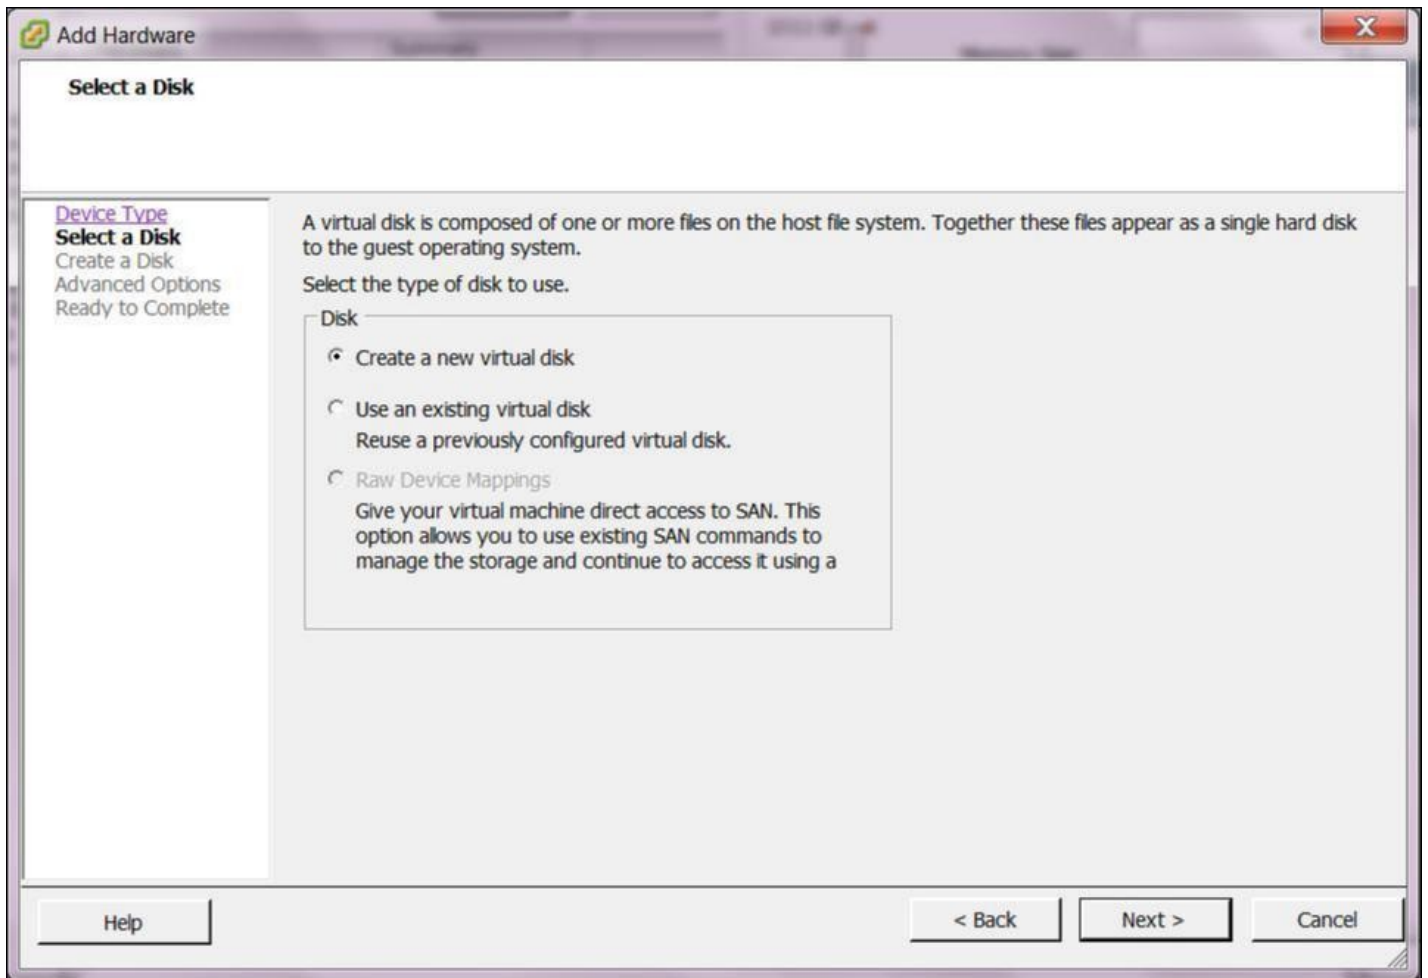 Add Hardware
Select a Disk
Device Type
Select a Disk
Create a Disk
Advanced Options
Ready to Complete
A virtual disk is composed of one or more files on the host file system. Together these files appear as a single hard disk
to the guest operating system.
Select the type of disk to use.
Disk
Create a new virtual disk
Use an existing virtual disk
Reuse a previously configured virtual disk.
Raw Device Mappings
Give your virtual machine direct access to SAN. This
option allows you to use existing SAN commands to
manage the storage and continue to access it using a
Help
< Back
Next >
Cancel